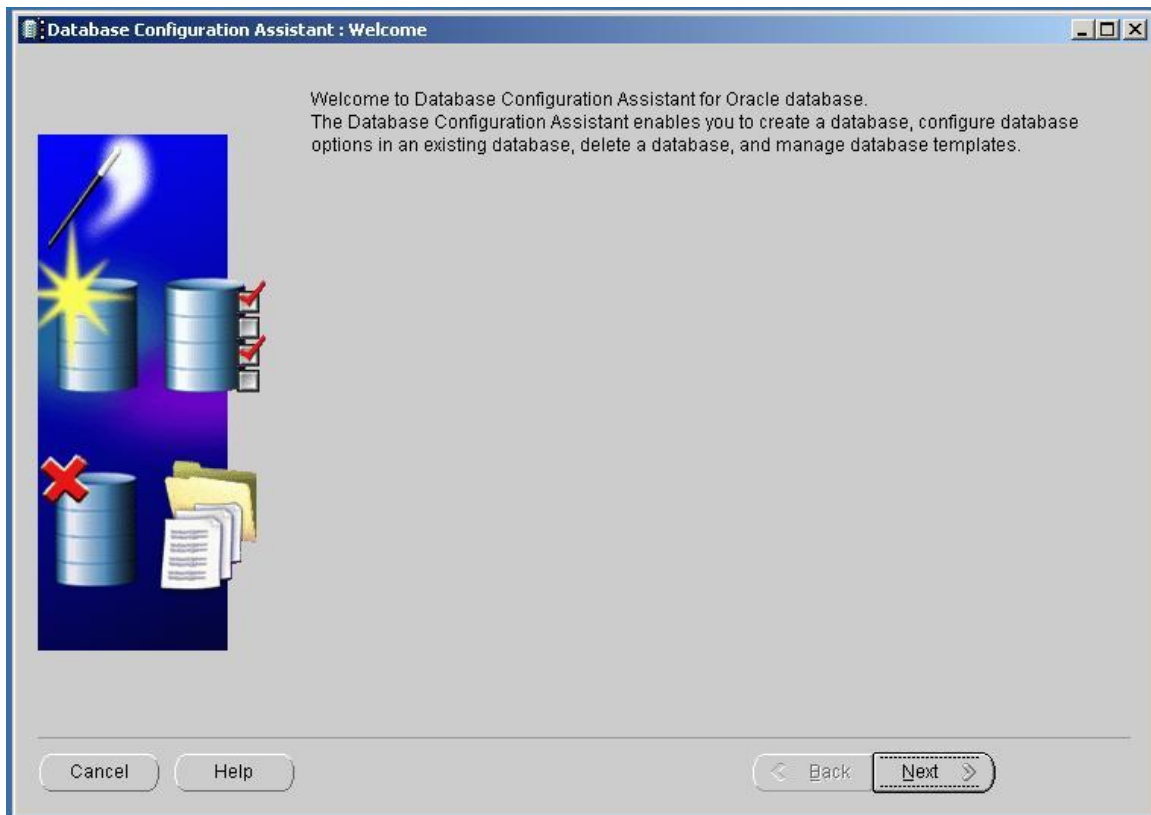 Database Configuration Assistant : Welcome
Welcome to Database Configuration Assistant for Oracle database.
The Database Configuration Assistant enables you to create a database, configure database
options in an existing database, delete a database, and manage database templates.
Cancel
Help
Back
Next